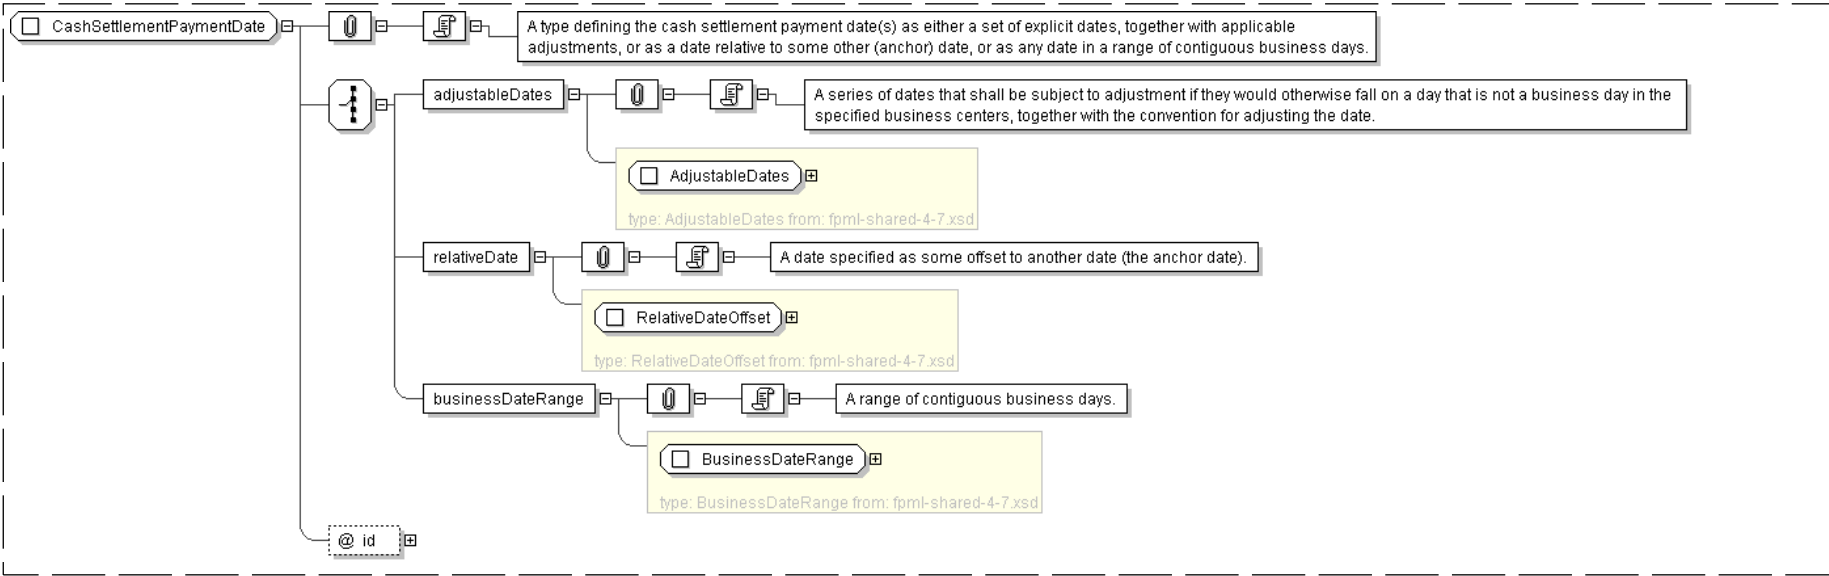 CashSettlementPaymentDate
A type defining the cash settlement payment date(s) as either a set of explicit dates, together with applicable
adjustments, or as a date relative to some other (anchor) date, or as any date in a range of contiguous business days.
adjustableDates
A series of dates that shall be subject to adjustment if they would otherwise fall on a day that is not a business day in the
specified business centers, together with the convention for adjusting the date.
AdjustableDates
type: AdjustableDates from: fpml-shared-4-7.xsd
relativeDate
A date specified as some offset to another date (the anchor date).
RelativeDateOffset
type: RelativeDateOffset from: fpml-shared-4-7.xsd
businessDateRange
A range of contiguous business days.
BusinessDateRange
type: BusinessDateRange from: fpml-shared-4-7.xsd
@ id